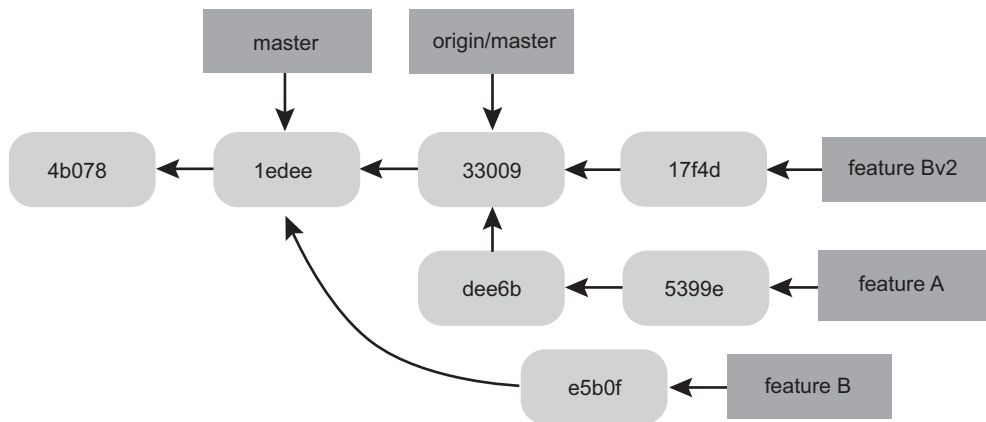 master
origin/master
4b078
1edee
33009
17f4d
feature Bv2
dee6b
5399e
feature A
e5b0f
feature B